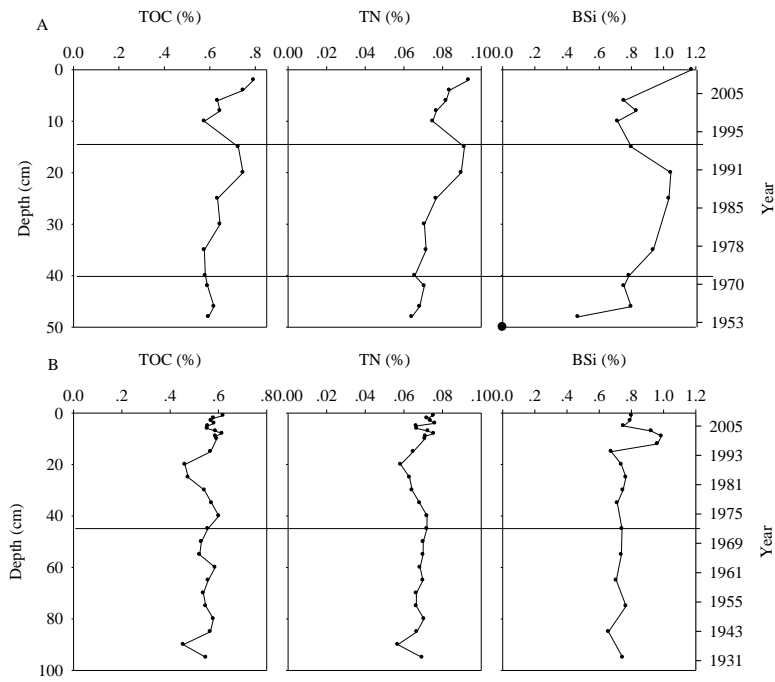 A
TOC (%) TN (%) BSi (%)
0.0 .2 .4 .6 .8 0.00 .02 .04 .06 .08 .100 0.0 .2 .4 .6 .8 1.0 1.2
0
10
20
30
40
50
Depth (cm)
2005
1995
1991
1985
1978
1970
1953
Year
B
TOC (%) TN (%) BSi (%)
0.0 .2 .4 .6 .80 0.00 .02 .04 .06 .08 .100 0.0 .2 .4 .6 .8 1.0 1.2
0
20
40
60
80
100
Depth (cm)
2005
1993
1981
1975
1969
1961
1955
1943
1931
Year